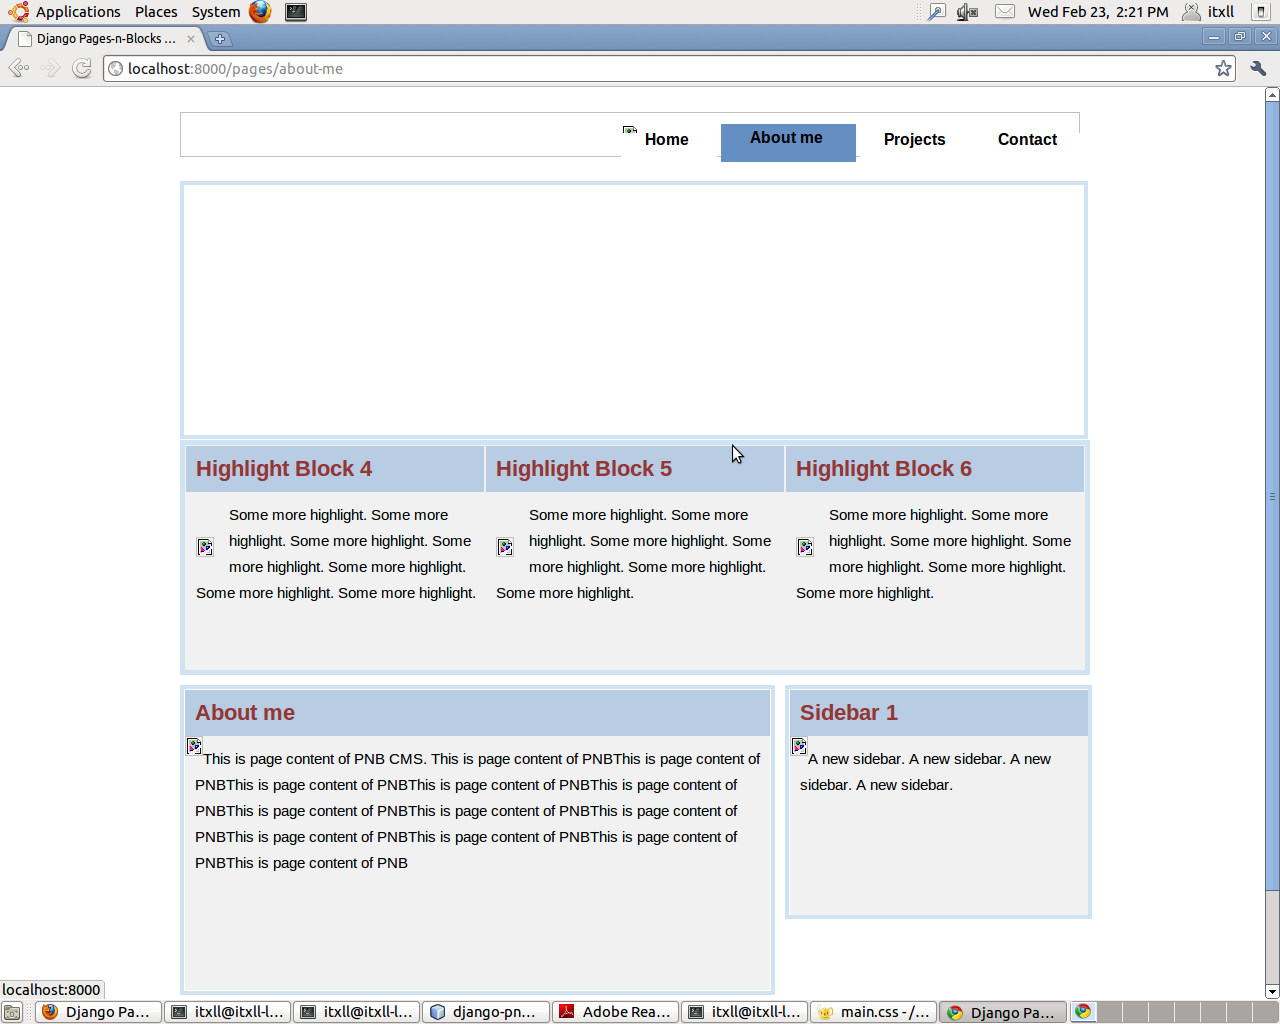 Applications Places System Wed Feb 23, 2:21 PM itxll
Django Pages-n-Blocks ...
localhost:8000/pages/about-me
Home About me Projects Contact
Highlight Block 4
Some more highlight. Some more
highlight. Some more highlight. Some
more highlight. Some more highlight.
Some more highlight. Some more highlight.
Highlight Block 5
Some more highlight. Some more
highlight. Some more highlight. Some
more highlight. Some more highlight.
Some more highlight.
Highlight Block 6
Some more highlight. Some more
highlight. Some more highlight. Some
more highlight. Some more highlight.
Some more highlight.
About me
This is page content of PNB CMS. This is page content of PNBThis is page content of
PNBThis is page content of PNBThis is page content of PNBThis is page content of
PNBThis is page content of PNBThis is page content of PNBThis is page content of
PNBThis is page content of PNBThis is page content of PNBThis is page content of
PNBThis is page content of PNB
Sidebar 1
A new sidebar. A new sidebar. A new
sidebar. A new sidebar.
localhost:8000
Django Pa... itxll@itxll-l... itxll@itxll-l... django-pn... Adobe Rea... itxll@itxll-l... main.css - /... Django Pa...